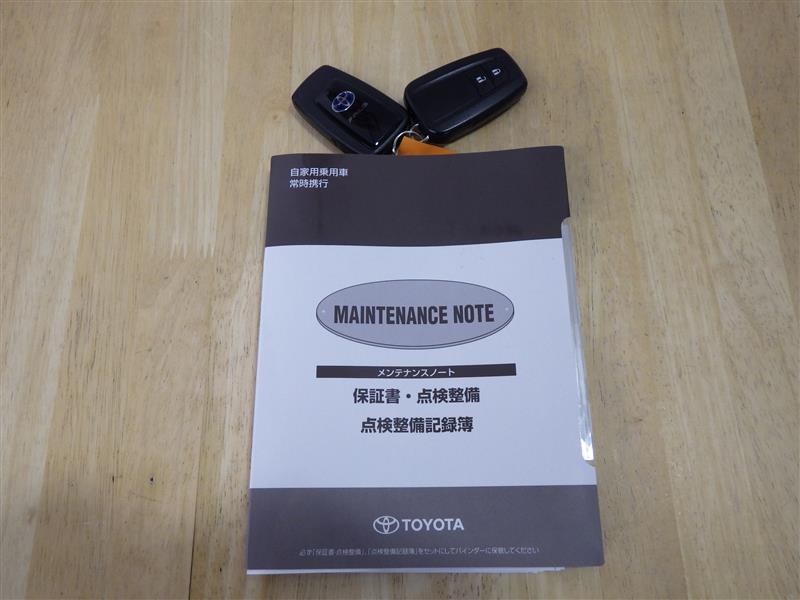 自家用乗用車
常時携行
MAINTENANCE NOTE
メンテナンスノート
保証書・点検整備
点検整備記録簿
TOYOTA
必ず「保証書·点検整備」、「点検整備記録簿」をセットにしてバインダーに保管してください